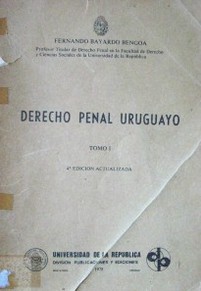 FERNANDO BAYARDO BENGOA
Profesor Titular de Derecho Penal en la Facultad de Derecho
y Ciencias Sociales de la Universidad de la República
DERECHO PENAL URUGUAYO
TOMO I
4ª EDICION ACTUALIZADA
UNIVERSIDAD DE LA REPUBLICA
DIVISION PUBLICACIONES Y EDICIONES
1978